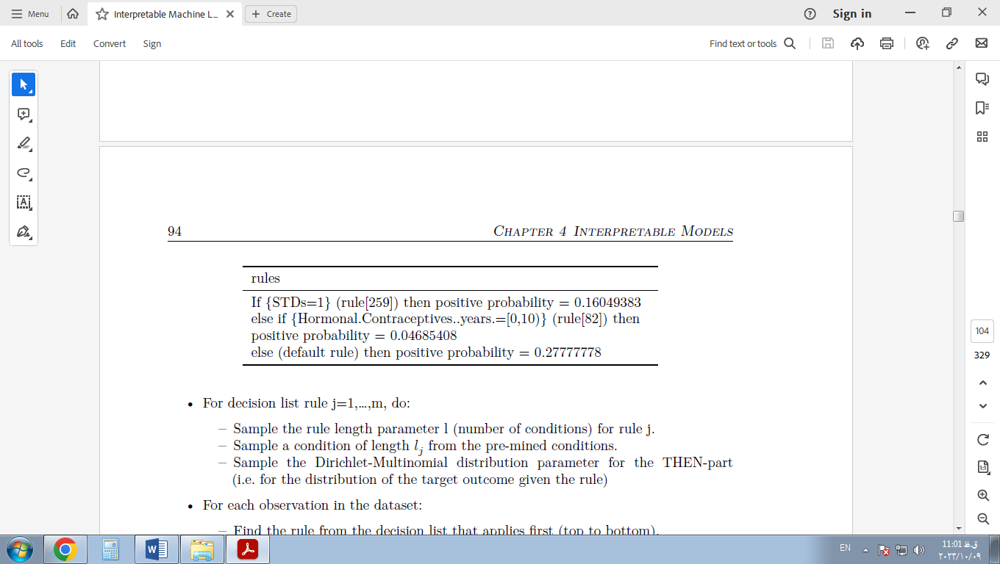 Menu
Interpretable Machine L...
Create
Sign in
All tools
Edit
Convert
Sign
Find text or tools
94
CHAPTER 4 INTERPRETABLE MODELS
rules
If {STDs=1} (rule[259]) then positive probability = 0.16049383
else if {Hormonal.Contraceptives..years.=[0,10)} (rule[82]) then
positive probability = 0.04685408
else (default rule) then positive probability = 0.27777778
• For decision list rule j=1,...,m, do:
– Sample the rule length parameter l (number of conditions) for rule j.
– Sample a condition of length l_j from the pre-mined conditions.
– Sample the Dirichlet-Multinomial distribution parameter for the THEN-part
(i.e. for the distribution of the target outcome given the rule)
• For each observation in the dataset:
– Find the rule from the decision list that applies first (top to bottom).
104
329
1:1
EN
11:01 ق.ظ
٢٠٢٣/١٠/٠٩